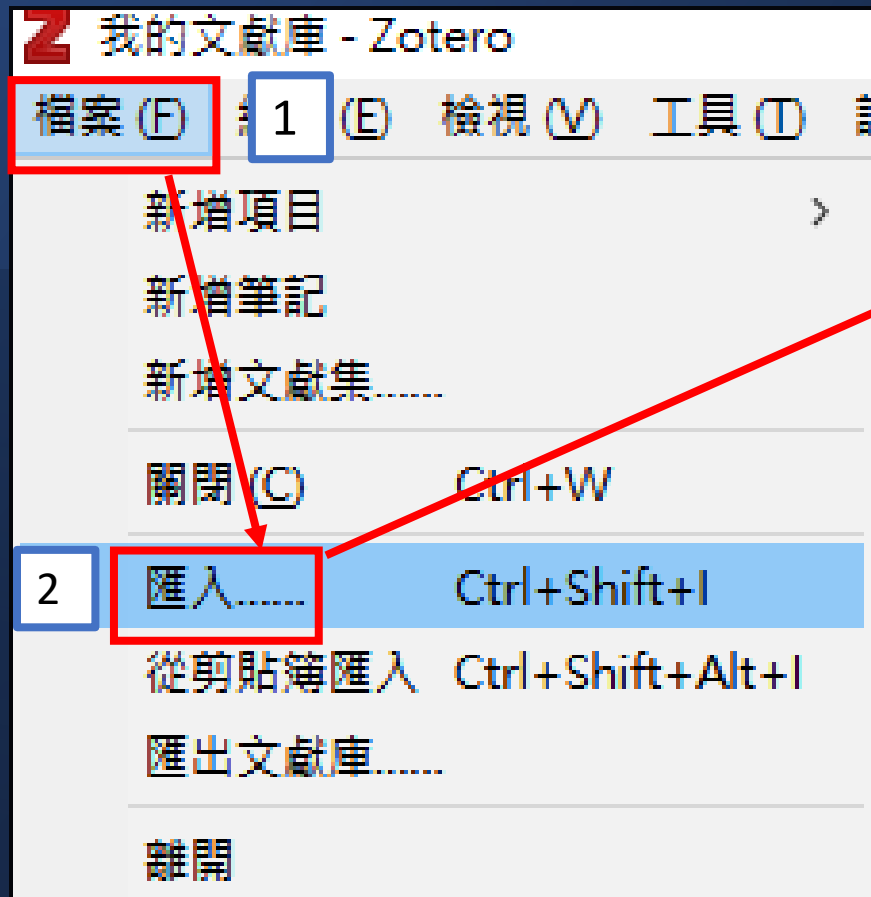 Z 我的文獻庫 - Zotero
檔案 (F) 1 (E) 檢視 (V) 工具 (T)
新增項目 >
新增筆記
新增文獻集......
關閉 (C) Ctrl+W
2 匯入...... Ctrl+Shift+I
從剪貼簿匯入 Ctrl+Shift+Alt+I
匯出文獻庫......
離開